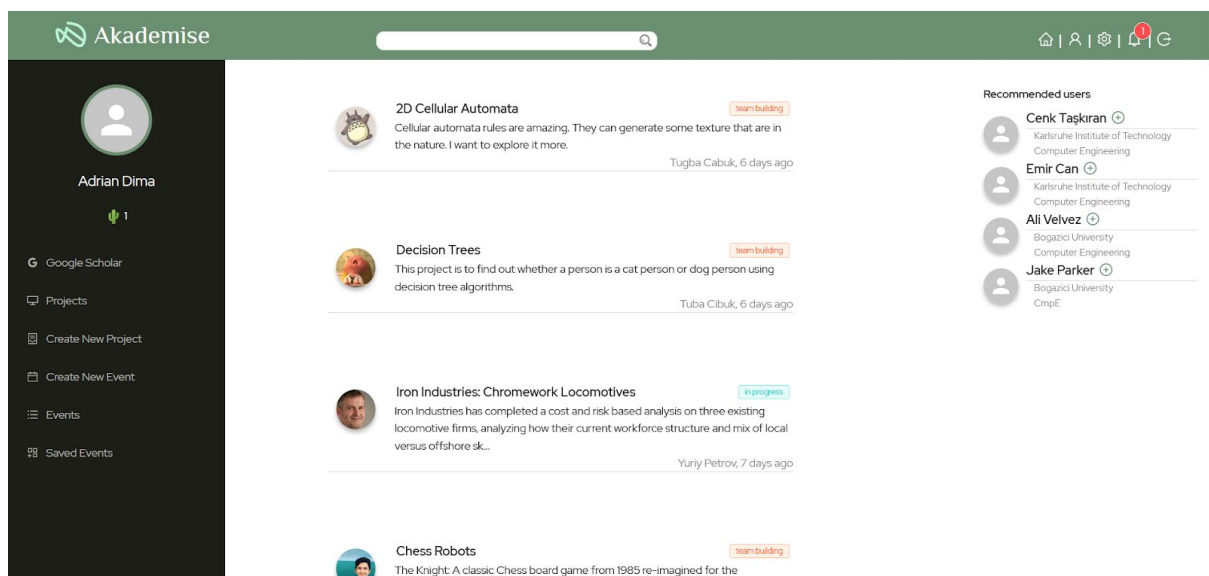 Akademise
1
Adrian Dima
1
Google Scholar
Projects
Create New Project
Create New Event
Events
Saved Events
2D Cellular Automata
team building
Cellular automata rules are amazing. They can generate some texture that are in
the nature. I want to explore it more.
Tugba Cabuk, 6 days ago
Decision Trees
team building
This project is to find out whether a person is a cat person or dog person using
decision tree algorithms.
Tuba Cibuk, 6 days ago
Iron Industries: Chromework Locomotives
in progress
Iron Industries has completed a cost and risk based analysis on three existing
locomotive firms, analyzing how their current workforce structure and mix of local
versus offshore sk...
Yuriy Petrov, 7 days ago
Chess Robots
team building
The Knight: A classic Chess board game from 1985 re-imagined for the
Recommended users
Cenk Taşkıran
Karlsruhe Institute of Technology
Computer Engineering
Emir Can
Karlsruhe Institute of Technology
Computer Engineering
Ali Velvez
Bogazici University
Computer Engineering
Jake Parker
Bogazici University
CmpE